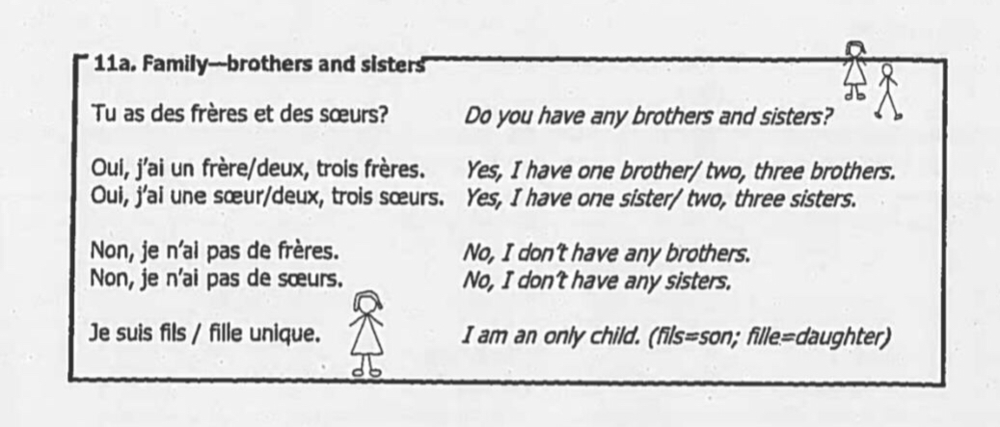 11a. Family—brothers and sisters
Tu as des frères et des sœurs? Do you have any brothers and sisters?
Oui, j'ai un frère/deux, trois frères. Yes, I have one brother/ two, three brothers.
Oui, j'ai une sœur/deux, trois sœurs. Yes, I have one sister/ two, three sisters.
Non, je n'ai pas de frères. No, I don't have any brothers.
Non, je n'ai pas de sœurs. No, I don't have any sisters.
Je suis fils / fille unique. I am an only child. (fils=son; fille=daughter)